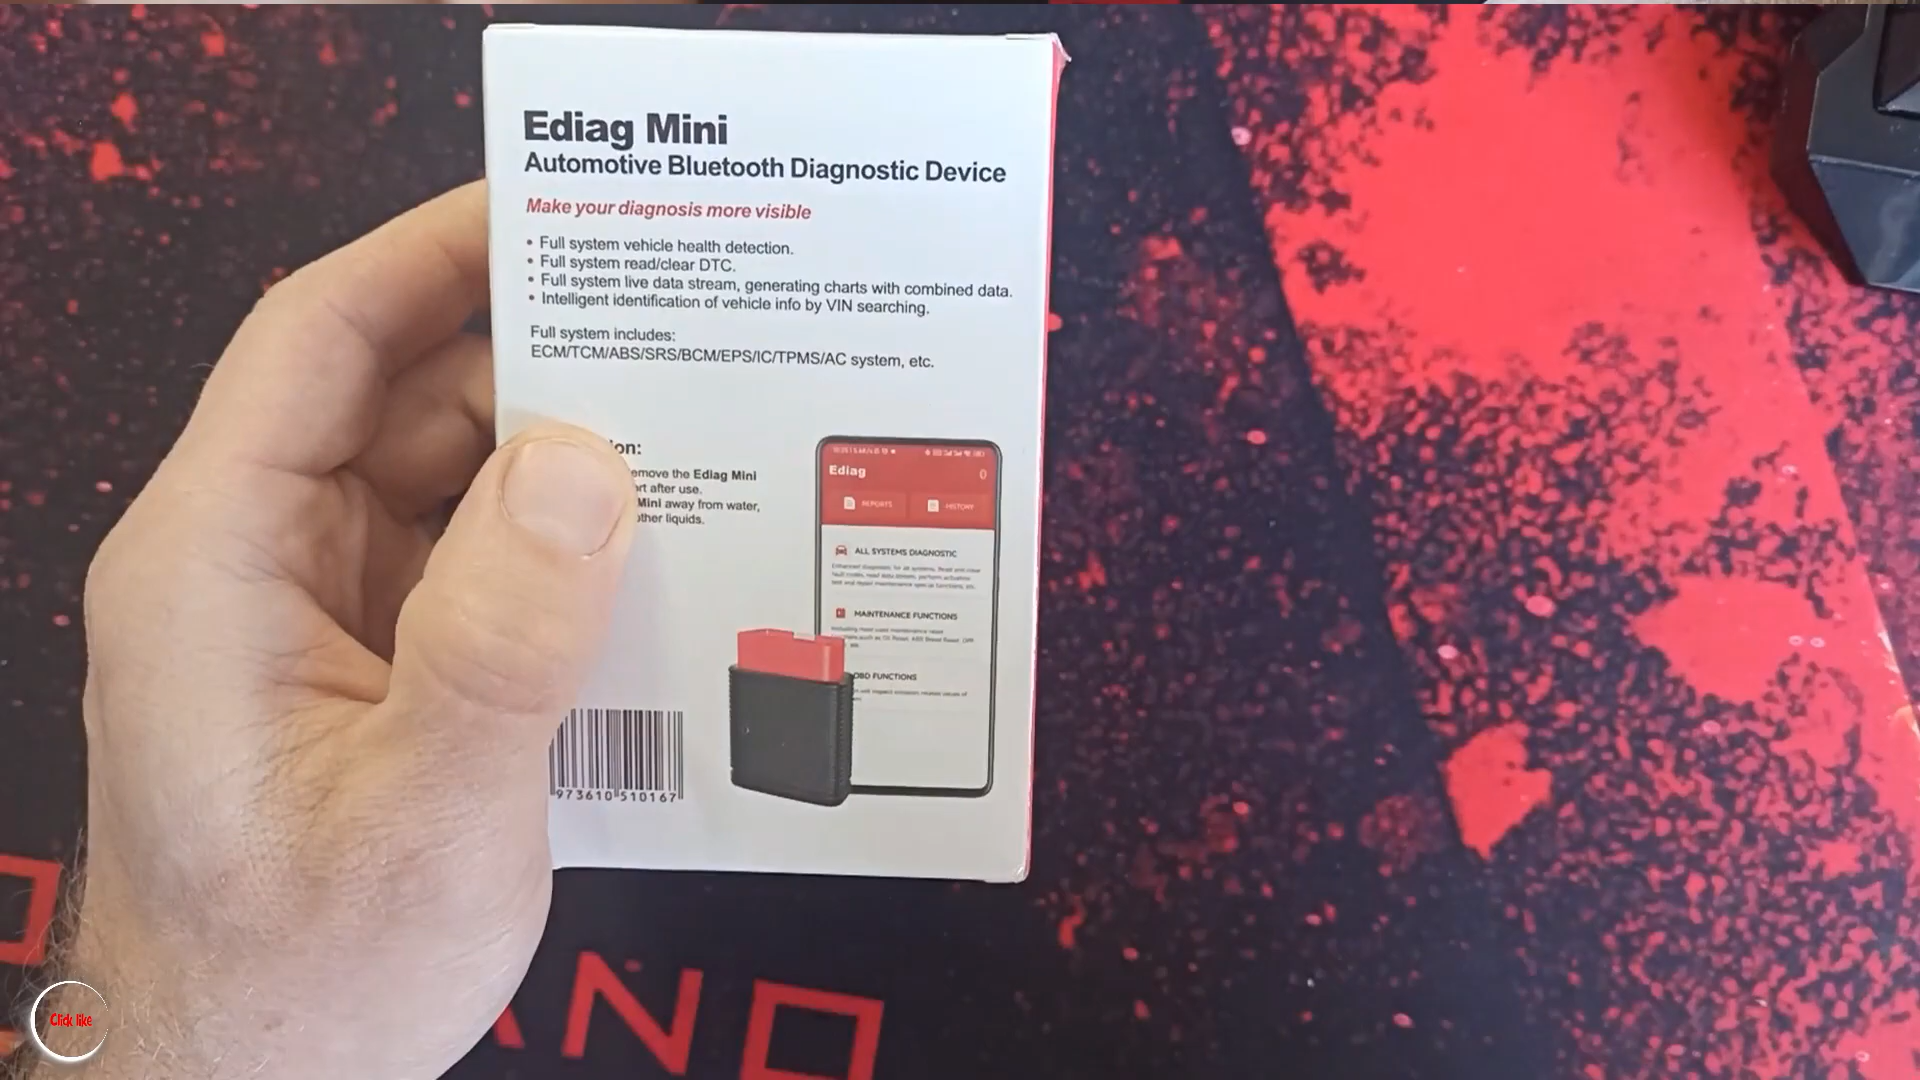 Ediag Mini
Automotive Bluetooth Diagnostic Device
Make your diagnosis more visible
• Full system vehicle health detection.
• Full system read/clear DTC.
• Full system live data stream, generating charts with combined data.
• Intelligent identification of vehicle info by VIN searching.
Full system includes:
ECM/TCM/ABS/SRS/BCM/EPS/IC/TPMS/AC system, etc.
on:
emove the Ediag Mini
rt after use.
Mini away from water,
other liquids.
Ediag
REPORTS
HISTORY
ALL SYSTEMS DIAGNOSTIC
MAINTENANCE FUNCTIONS
OBD FUNCTIONS
973610 510167
Click like